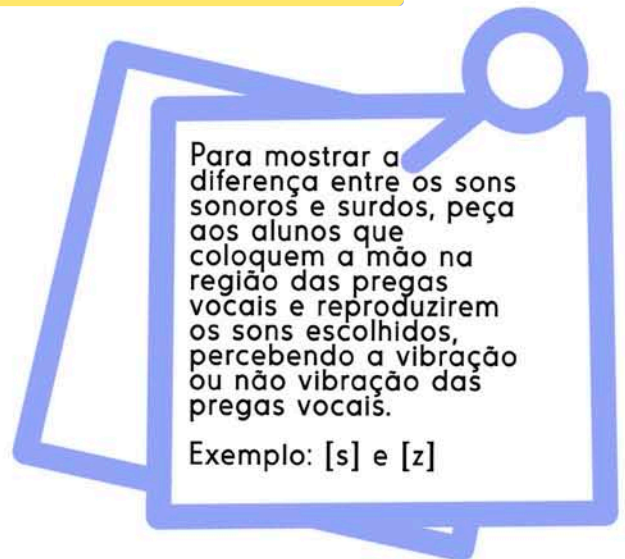 Para mostrar a
diferença entre os sons
sonoros e surdos, peça
aos alunos que
coloquem a mão na
região das pregas
vocais e reproduzirem
os sons escolhidos,
percebendo a vibração
ou não vibração das
pregas vocais.
Exemplo: [s] e [z]